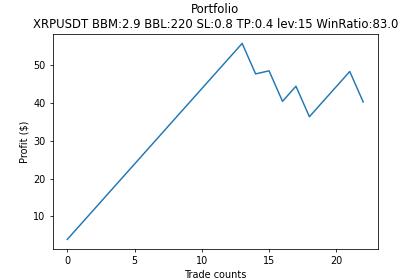 Portfolio
XRPUSDT BBM:2.9 BBL:220 SL:0.8 TP:0.4 lev:15 WinRatio:83.0
Profit ($)
50
40
30
20
10
0
5
10
15
20
Trade counts